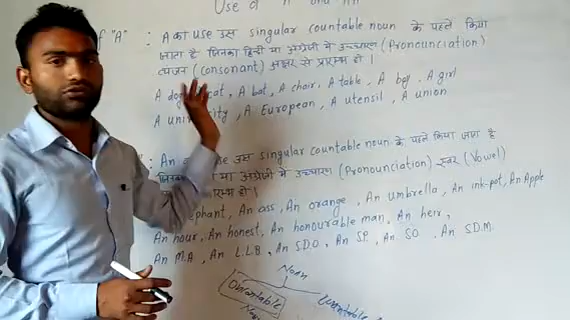 Use of "A" and "An"
of "A" : A का use उस singular countable noun के पहले किया
जाता है जिनका हिन्दी या अंग्रेजी में उच्चारण (Pronounciation)
व्यंजन (consonant) अक्षर से प्रारम्भ हो।
A dog, cat, A bat, A chair, A table, A boy, A girl
A university, A European, A utensil, A union
: An का use उस singular countable noun के पहले किया जाता है
जिनका या अंग्रेजी में उच्चारण (Pronounciation) स्वर (Vowel)
प्रारम्भ हो।
An ass, An orange, An umbrella, An ink-pot, An Apple
An hour, An honest, An honourable man, An heir,
An M.A, An L.L.B, An S.D.O, An S.P, An S.O, An S.D.M.
Noun
Countable
Noun